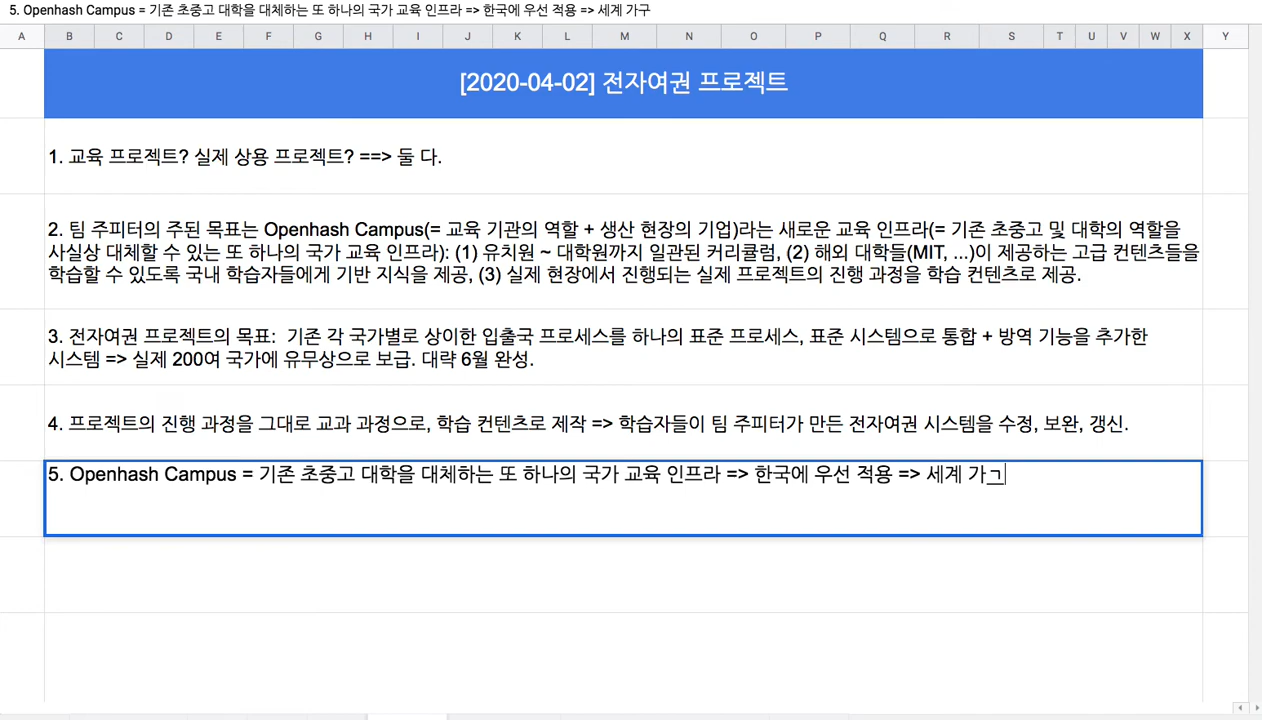 5. Openhash Campus = 기존 초중고 대학을 대체하는 또 하나의 국가 교육 인프라 => 한국에 우선 적용 => 세계 가구
A B C D E F G H I J K L M N O P Q R S T U V W X Y
[2020-04-02] 전자여권 프로젝트
1. 교육 프로젝트? 실제 상용 프로젝트? ==> 둘 다.
2. 팀 주피터의 주된 목표는 Openhash Campus(= 교육 기관의 역할 + 생산 현장의 기업)라는 새로운 교육 인프라(= 기존 초중고 및 대학의 역할을
사실상 대체할 수 있는 또 하나의 국가 교육 인프라): (1) 유치원 ~ 대학원까지 일관된 커리큘럼, (2) 해외 대학들(MIT, ...)이 제공하는 고급 컨텐츠들을
학습할 수 있도록 국내 학습자들에게 기반 지식을 제공, (3) 실제 현장에서 진행되는 실제 프로젝트의 진행 과정을 학습 컨텐츠로 제공.
3. 전자여권 프로젝트의 목표:  기존 각 국가별로 상이한 입출국 프로세스를 하나의 표준 프로세스, 표준 시스템으로 통합 + 방역 기능을 추가한
시스템 => 실제 200여 국가에 유무상으로 보급. 대략 6월 완성.
4. 프로젝트의 진행 과정을 그대로 교과 과정으로, 학습 컨텐츠로 제작 => 학습자들이 팀 주피터가 만든 전자여권 시스템을 수정, 보완, 갱신.
5. Openhash Campus = 기존 초중고 대학을 대체하는 또 하나의 국가 교육 인프라 => 한국에 우선 적용 => 세계 가ㄱ